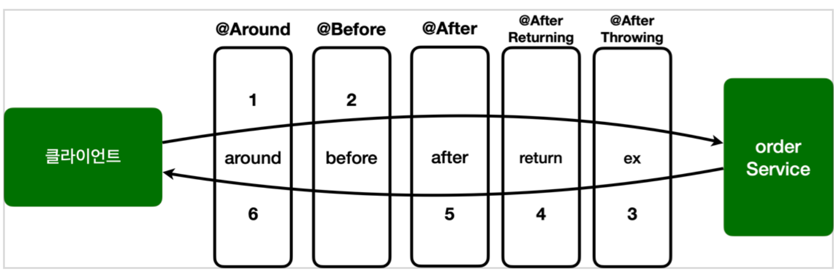 @Around
@Before
@After
@After
Returning
@After
Throwing
1
2
클라이언트
around
before
after
return
ex
order
Service
6
5
4
3